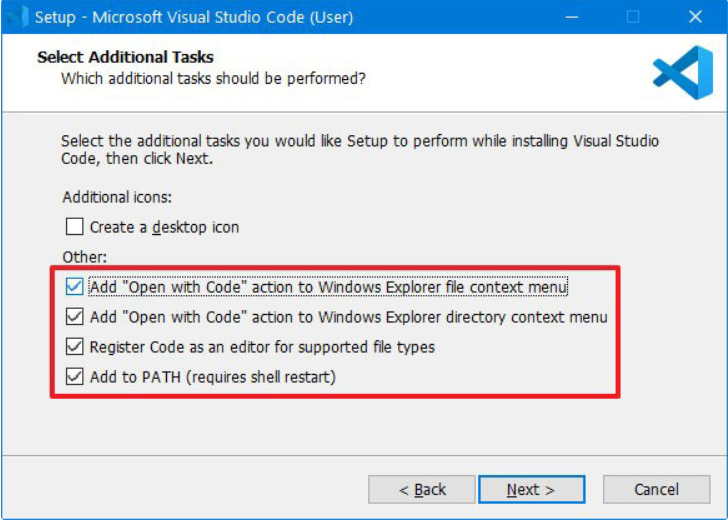 Setup - Microsoft Visual Studio Code (User)
Select Additional Tasks
Which additional tasks should be performed?
Select the additional tasks you would like Setup to perform while installing Visual Studio
Code, then click Next.
Additional icons:
Create a desktop icon
Other:
Add "Open with Code" action to Windows Explorer file context menu
Add "Open with Code" action to Windows Explorer directory context menu
Register Code as an editor for supported file types
Add to PATH (requires shell restart)
< Back
Next >
Cancel